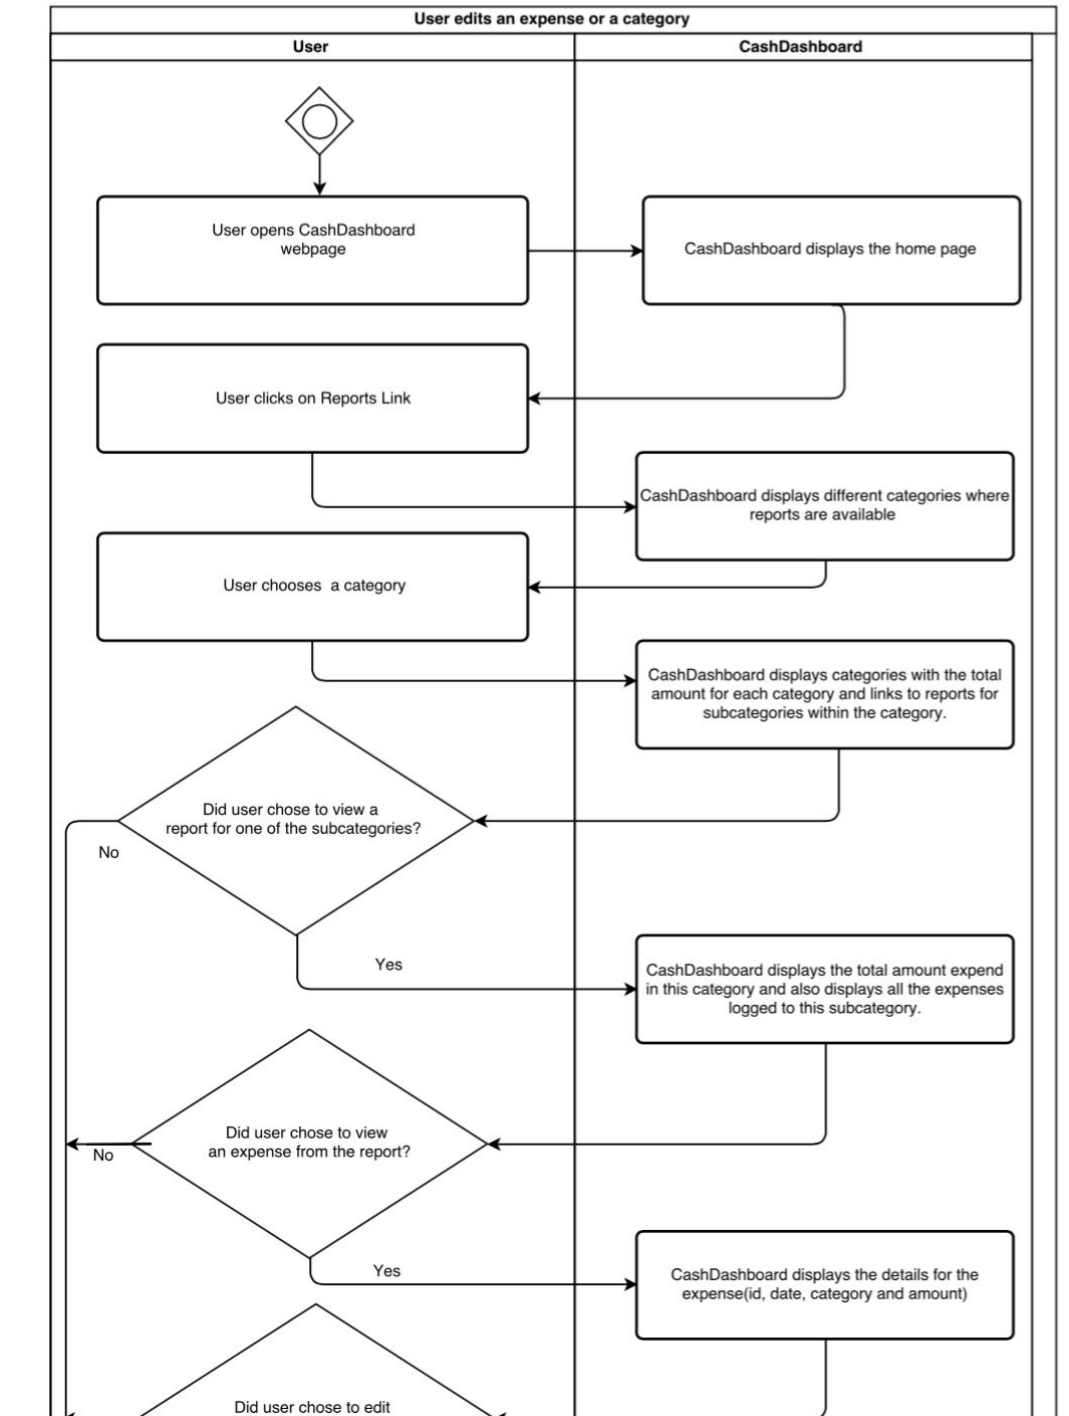 User edits an expense or a category
User
CashDashboard
User opens CashDashboard
webpage
CashDashboard displays the home page
User clicks on Reports Link
CashDashboard displays different categories where
reports are available
User chooses a category
CashDashboard displays categories with the total
amount for each category and links to reports for
subcategories within the category.
Did user chose to view a
report for one of the subcategories?
No
Yes
CashDashboard displays the total amount expend
in this category and also displays all the expenses
logged to this subcategory.
Did user chose to view
an expense from the report?
No
Yes
CashDashboard displays the details for the
expense(id, date, category and amount)
Did user chose to edit